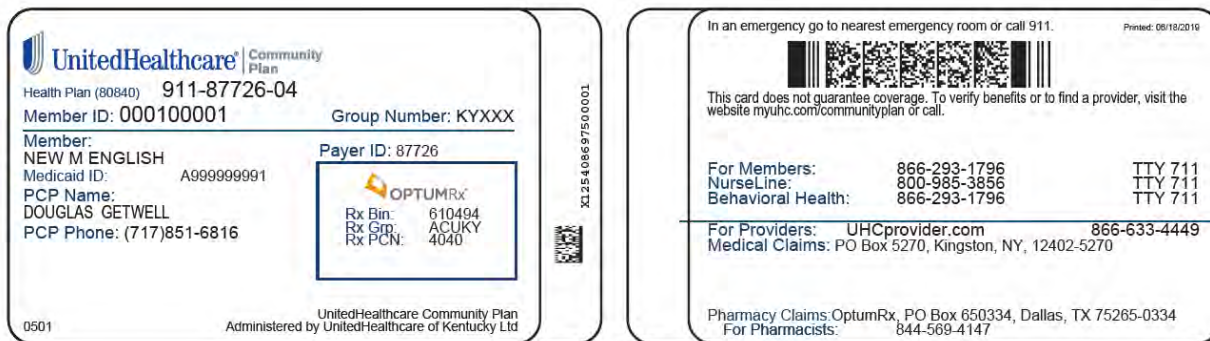 UnitedHealthcare® | Community Plan
Health Plan (80840) 911-87726-04
Member ID: 000100001 Group Number: KYXXX
Member:
NEW M ENGLISH
Medicaid ID: A999999991
PCP Name:
DOUGLAS GETWELL
PCP Phone: (717)851-6816
Payer ID: 87726
OPTUMRx®
Rx Bin: 610494
Rx Grp: ACUKY
Rx PCN: 4040
0501
UnitedHealthcare Community Plan
Administered by UnitedHealthcare of Kentucky Ltd
X125408697500001
In an emergency go to nearest emergency room or call 911. Printed: 06/18/2019
This card does not guarantee coverage. To verify benefits or to find a provider, visit the
website myuhc.com/communityplan or call.
For Members: 866-293-1796 TTY 711
NurseLine: 800-985-3856 TTY 711
Behavioral Health: 866-293-1796 TTY 711
For Providers: UHCprovider.com 866-633-4449
Medical Claims: PO Box 5270, Kingston, NY, 12402-5270
Pharmacy Claims:OptumRx, PO Box 650334, Dallas, TX 75265-0334
For Pharmacists: 844-569-4147